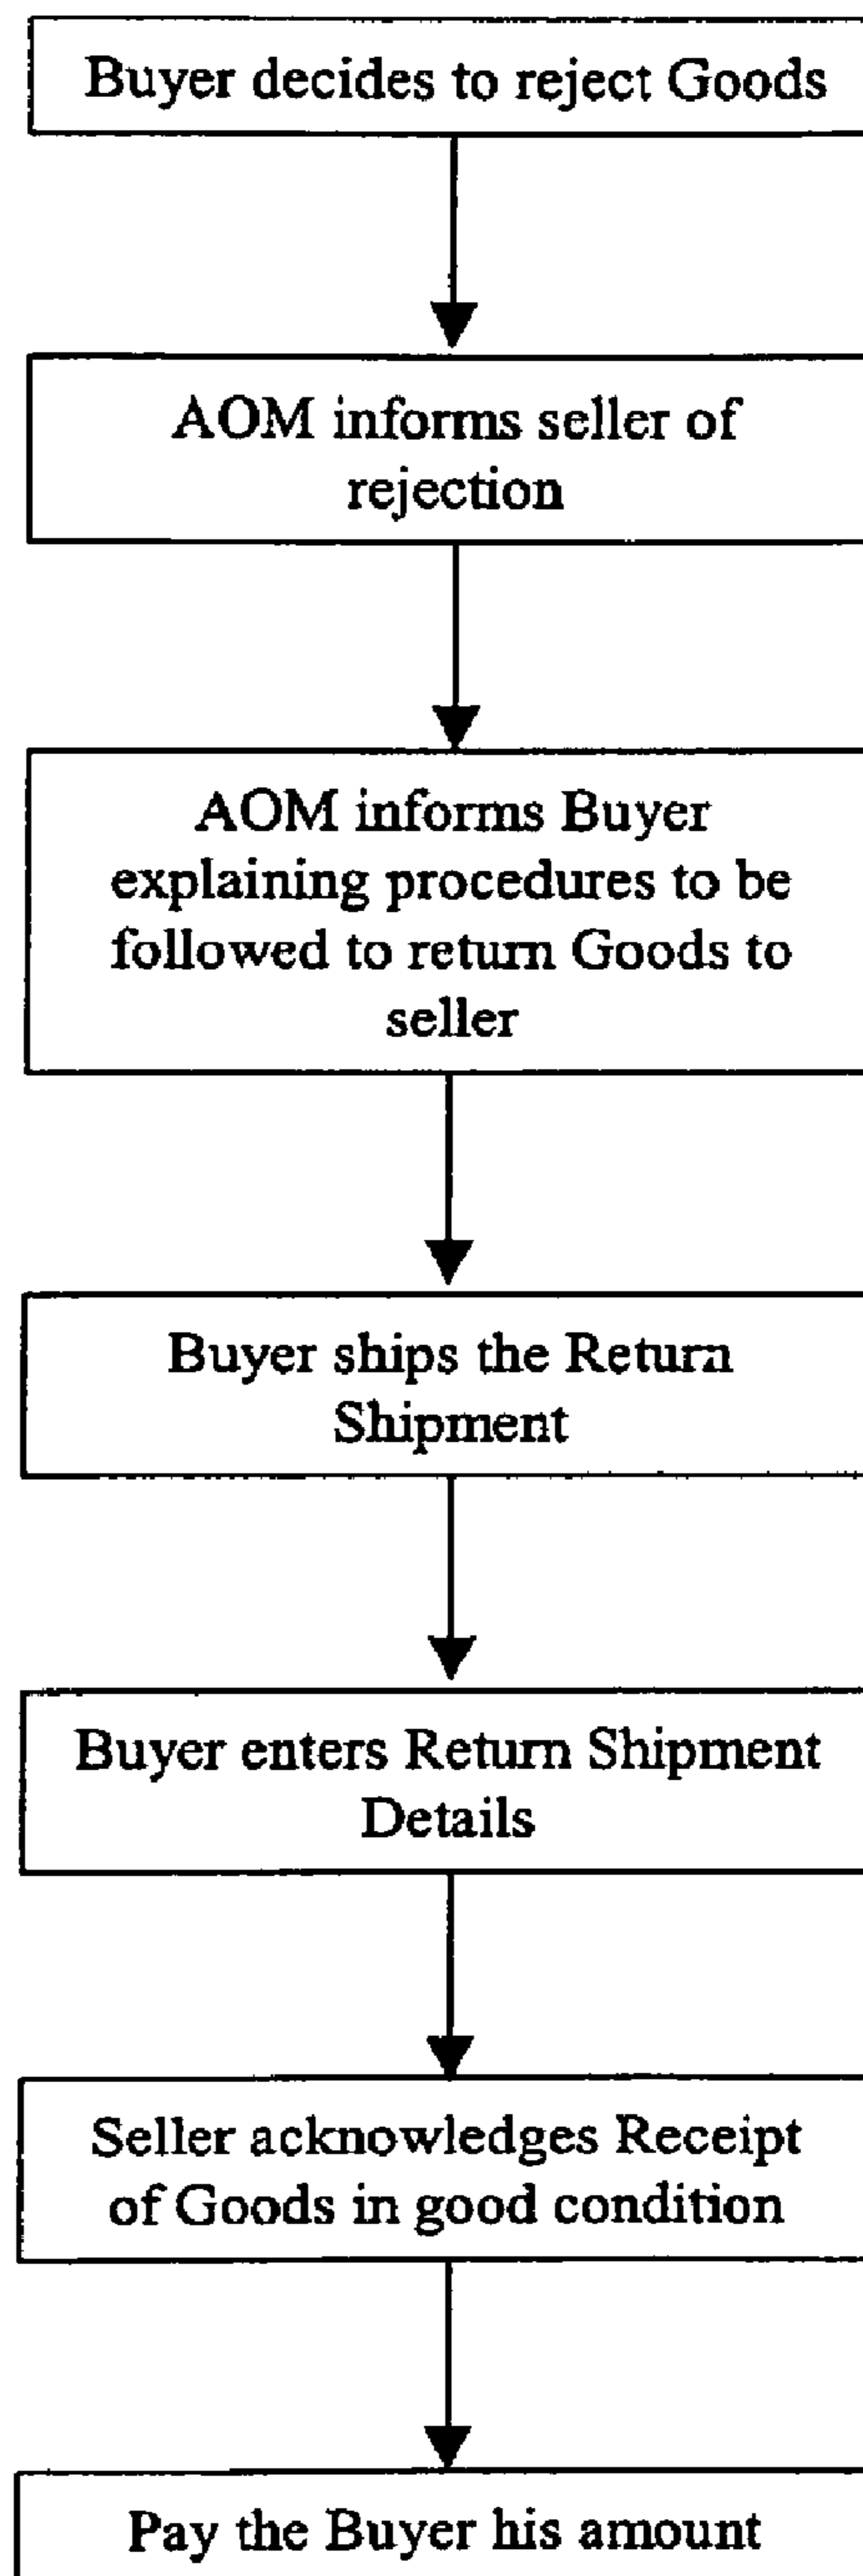 Buyer decides to reject Goods
AOM informs seller of
rejection
AOM informs Buyer
explaining procedures to be
followed to return Goods to
seller
Buyer ships the Return
Shipment
Buyer enters Return Shipment
Details
Seller acknowledges Receipt
of Goods in good condition
Pay the Buyer his amount